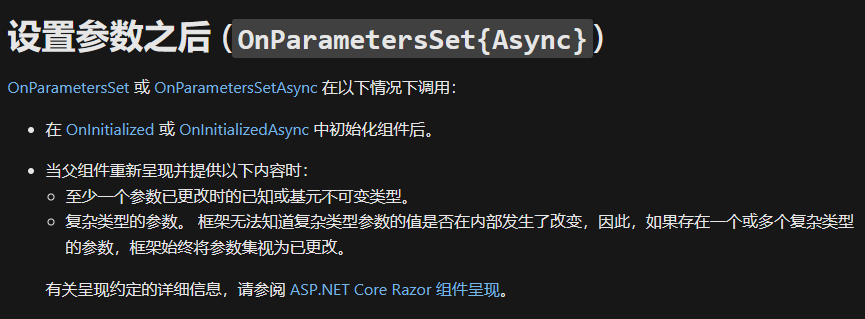 设置参数之后 (OnParametersSet{Async})
OnParametersSet 或 OnParametersSetAsync 在以下情况下调用：
在 OnInitialized 或 OnInitializedAsync 中初始化组件后。
当父组件重新呈现并提供以下内容时：
至少一个参数已更改时的已知或基元不可变类型。
复杂类型的参数。 框架无法知道复杂类型参数的值是否在内部发生了改变，因此，如果存在一个或多个复杂类型
的参数，框架始终将参数集视为已更改。
有关呈现约定的详细信息，请参阅 ASP.NET Core Razor 组件呈现。